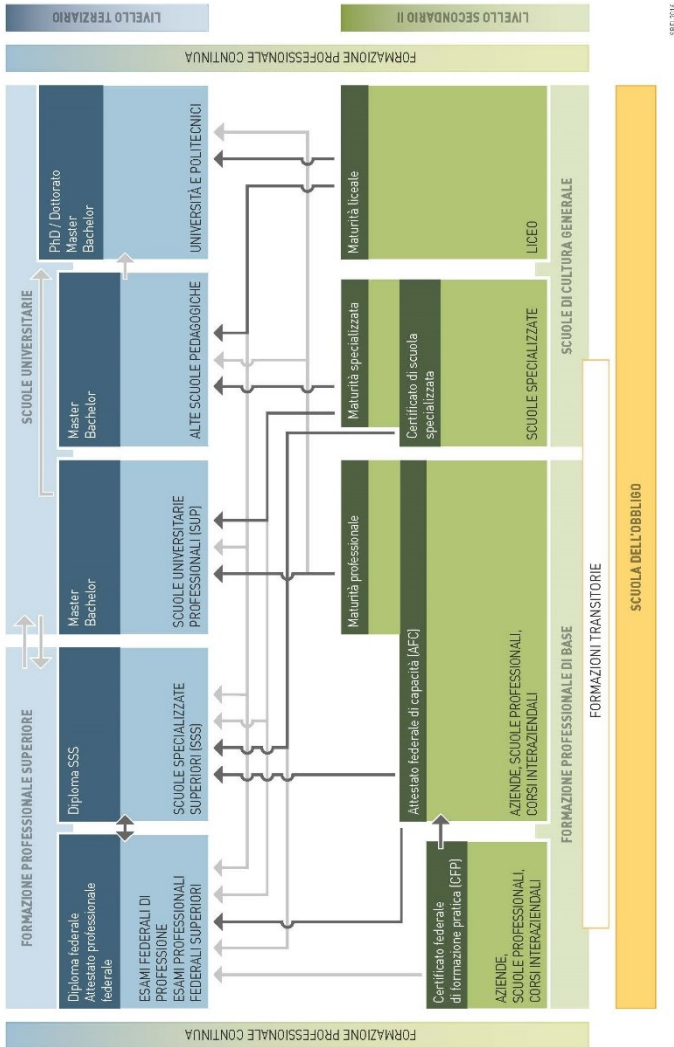 FORMAZIONE PROFESSIONALE SUPERIORE
SCUOLE UNIVERSITARIE
LIVELLO TERZIARIO
Diploma federale
Attestato professionale
federale
ESAMI FEDERALI DI
PROFESSIONE
ESAMI PROFESSIONALI
FEDERALI SUPERIORI
Diploma SSS
SCUOLE SPECIALIZZATE
SUPERIORI (SSS)
Master
Bachelor
SCUOLE UNIVERSITARIE
PROFESSIONALI (SUP)
Master
Bachelor
ALTE SCUOLE PEDAGOGICHE
PhD / Dottorato
Master
Bachelor
UNIVERSITÀ E POLITECNICI
FORMAZIONE PROFESSIONALE CONTINUA
FORMAZIONE PROFESSIONALE CONTINUA
LIVELLO SECONDARIO II
Certificato federale
di formazione pratica (CFP)
AZIENDE,
SCUOLE PROFESSIONALI,
CORSI INTERAZIENDALI
Maturità professionale
Attestato federale di capacità (AFC)
AZIENDE, SCUOLE PROFESSIONALI,
CORSI INTERAZIENDALI
Maturità specializzata
Certificato di scuola
specializzata
SCUOLE SPECIALIZZATE
Maturità liceale
LICEO
FORMAZIONE PROFESSIONALE DI BASE
SCUOLE DI CULTURA GENERALE
FORMAZIONI TRANSITORIE
SCUOLA DELL'OBBLIGO